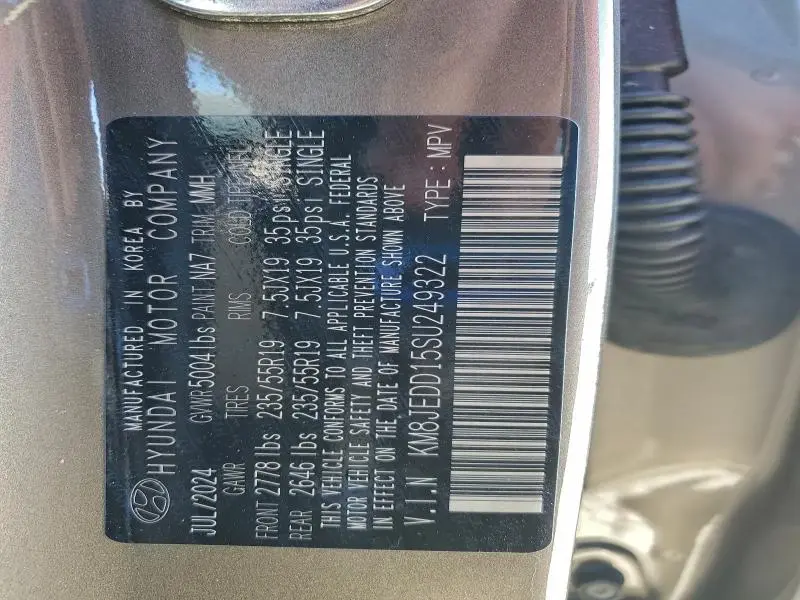 MANUFACTURED IN KOREA BY
HYUNDAI MOTOR COMPANY
JUL/2024 GVWR 5004 lbs PAINT NA7 TRIM MMH
GAWR TIRES RIMS COLD
FRONT 2778 lbs 235/55R19 7.5JX19 35psi SINGLE
REAR 2646 lbs 235/55R19 7.5JX19 35psi SINGLE
THIS VEHICLE CONFORMS TO ALL APPLICABLE U.S.A. FEDERAL
MOTOR VEHICLE SAFETY AND THEFT PREVENTION STANDARDS
IN EFFECT ON THE DATE OF MANUFACTURE SHOWN ABOVE
V.I.N KM8JEDD15SU249322 TYPE : MPV